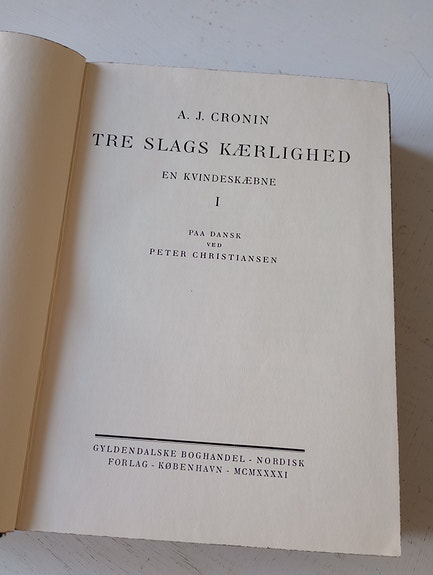 A. J. CRONIN
TRE SLAGS KÆRLIGHED
EN KVINDESKÆBNE
I
PAA DANSK
VED
PETER CHRISTIANSEN
GYLDENDALSKE BOGHANDEL - NORDISK
FORLAG - KØBENHAVN - MCMXXXXI